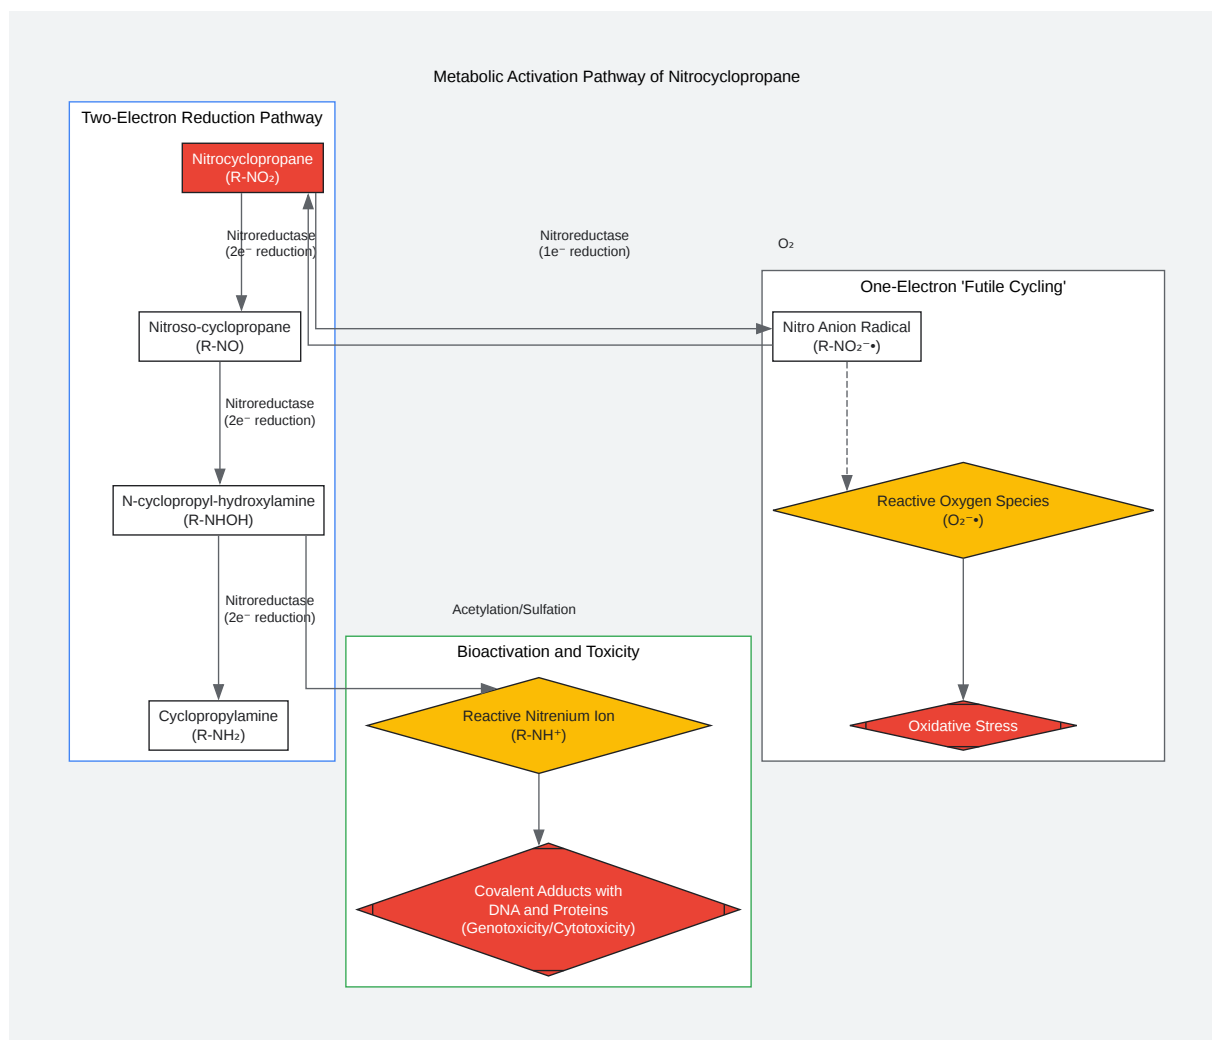 Metabolic Activation Pathway of Nitrocyclopropane
Two-Electron Reduction Pathway
Nitrocyclopropane
(R-NO₂)
Nitroreductase
(2e⁻ reduction)
Nitroreductase
(1e⁻ reduction)
O₂
One-Electron 'Futile Cycling'
Nitroso-cyclopropane
(R-NO)
Nitro Anion Radical
(R-NO₂⁻•)
Nitroreductase
(2e⁻ reduction)
N-cyclopropyl-hydroxylamine
(R-NHOH)
Reactive Oxygen Species
(O₂⁻•)
Nitroreductase
(2e⁻ reduction)
Acetylation/Sulfation
Bioactivation and Toxicity
Cyclopropylamine
(R-NH₂)
Reactive Nitrenium Ion
(R-NH⁺)
Oxidative Stress
Covalent Adducts with
DNA and Proteins
(Genotoxicity/Cytotoxicity)